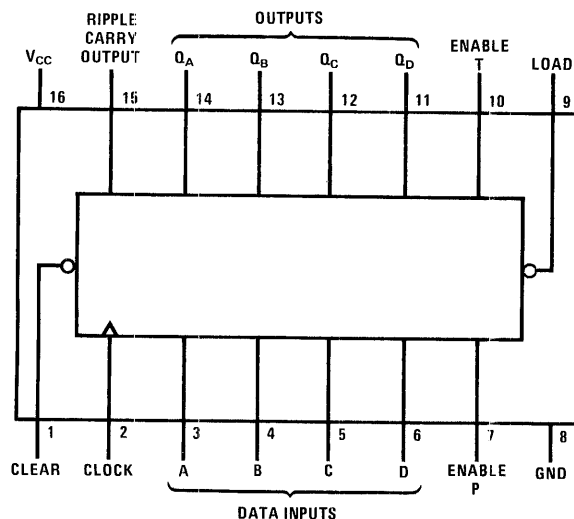 RIPPLE
CARRY
OUTPUT
OUTPUTS
ENABLE
T
VCC
QA
QB
QC
QD
LOAD
16
15
14
13
12
11
10
9
1
2
3
4
5
6
7
8
CLEAR
CLOCK
A
B
C
D
ENABLE
P
GND
DATA INPUTS